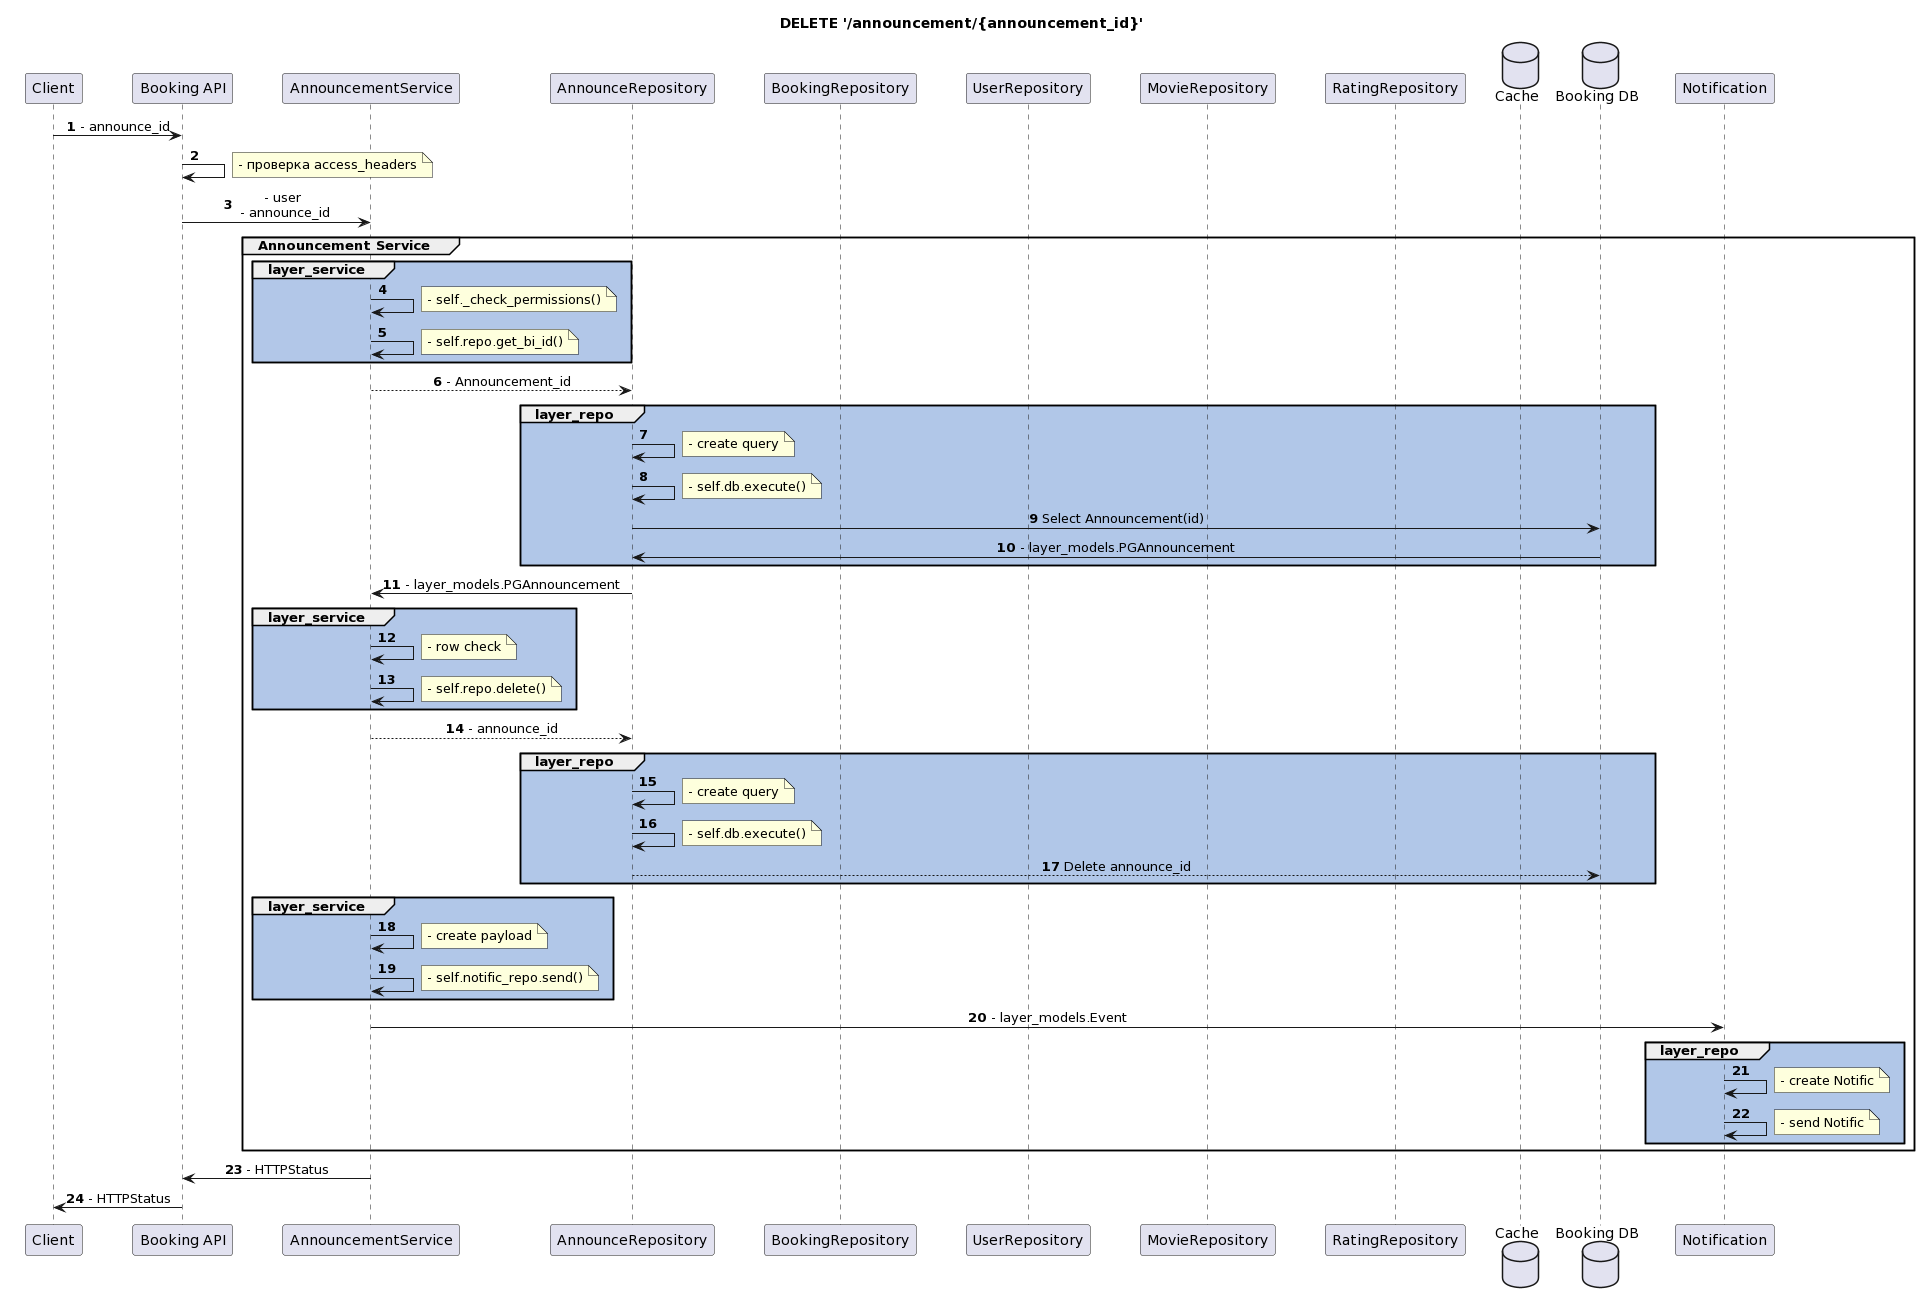 DELETE '/announcement/{announcement_id}'
Client
Booking API
AnnouncementService
AnnounceRepository
BookingRepository
UserRepository
MovieRepository
RatingRepository
Cache
Booking DB
Notification
1 - announce_id
2
- проверка access_headers
3
- user
- announce_id
Announcement Service
layer_service
4
- self._check_permissions()
5
- self.repo.get_bi_id()
6 - Announcement_id
layer_repo
7
- create query
8
- self.db.execute()
9 Select Announcement(id)
10 - layer_models.PGAnnouncement
11 - layer_models.PGAnnouncement
layer_service
12
- row check
13
- self.repo.delete()
14 - announce_id
layer_repo
15
- create query
16
- self.db.execute()
17 Delete announce_id
layer_service
18
- create payload
19
- self.notific_repo.send()
20 - layer_models.Event
layer_repo
21
- create Notific
22
- send Notific
23 - HTTPStatus
24 - HTTPStatus
Client
Booking API
AnnouncementService
AnnounceRepository
BookingRepository
UserRepository
MovieRepository
RatingRepository
Cache
Booking DB
Notification